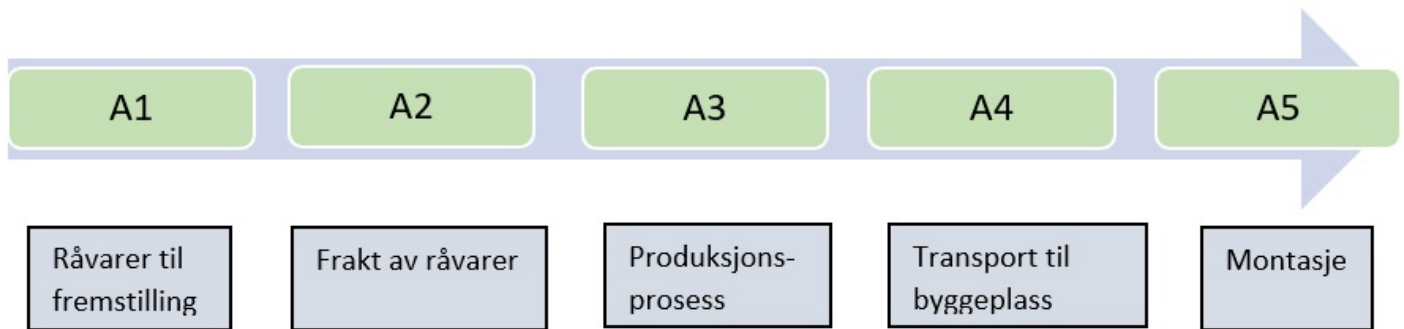 A1
A2
A3
A4
A5
Råvarer til
fremstilling
Frakt av råvarer
Produksjons-
prosess
Transport til
byggeplass
Montasje